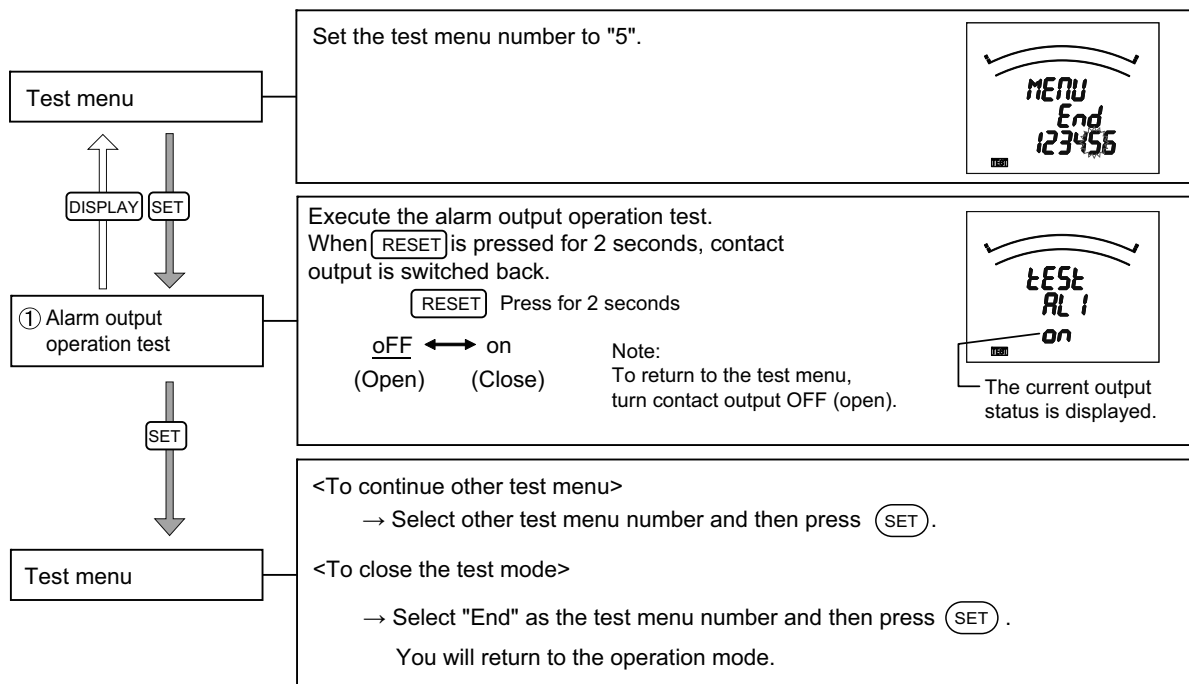 Set the test menu number to "5".
Test menu
MENU
End
123456
TEST
DISPLAY SET
Execute the alarm output operation test.
When RESET is pressed for 2 seconds, contact
output is switched back.
RESET Press for 2 seconds
oFF ↔ on
(Open) (Close)
Note:
To return to the test menu,
turn contact output OFF (open).
① Alarm output
operation test
tESt
AL 1
on
TEST
The current output
status is displayed.
SET
<To continue other test menu>
→ Select other test menu number and then press SET.
Test menu
<To close the test mode>
→ Select "End" as the test menu number and then press SET .
You will return to the operation mode.